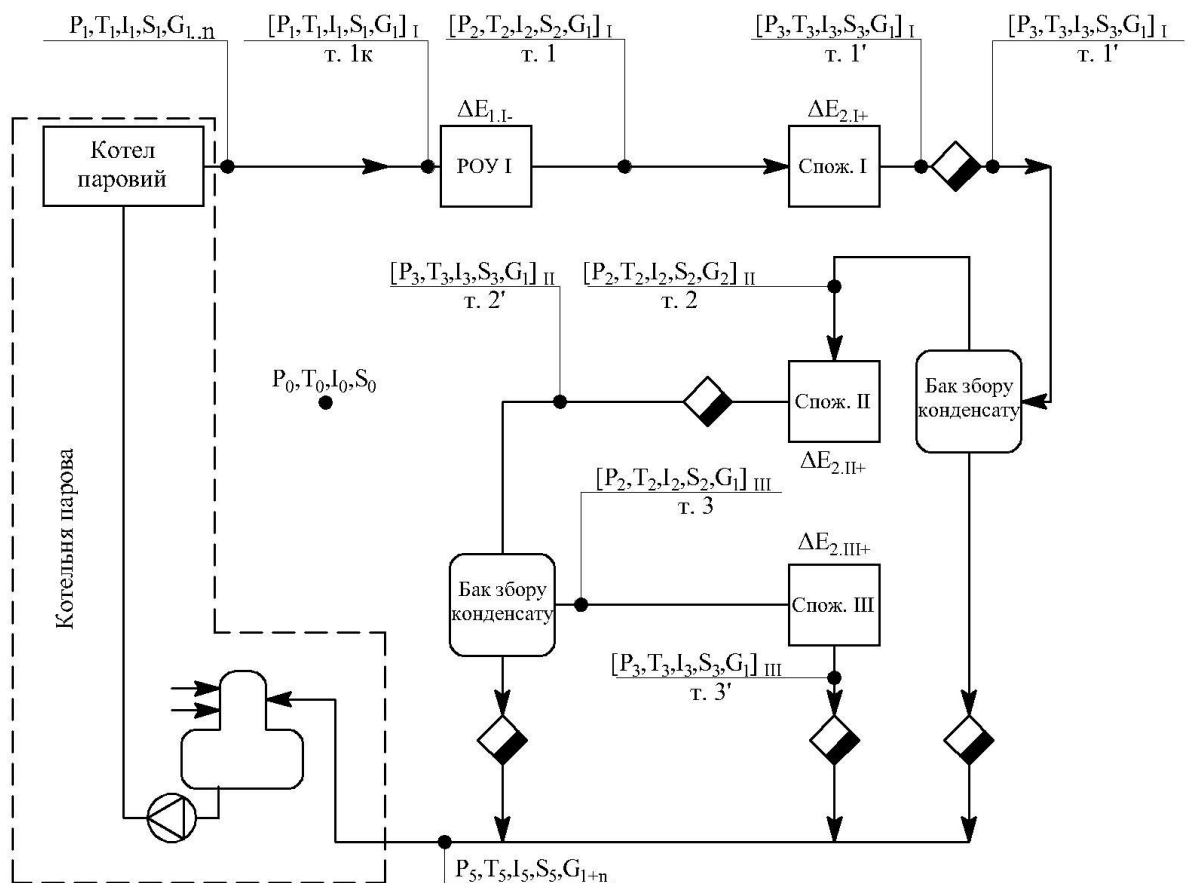 P₁,T₁,I₁,S₁,G₁..ₙ
[P₁,T₁,I₁,S₁,G₁] I
т. 1к
[P₂,T₂,I₂,S₂,G₁] I
т. 1
[P₃,T₃,I₃,S₃,G₁] I
т. 1'
[P₃,T₃,I₃,S₃,G₁] I
т. 1'
ΔE₁.I-
ΔE₂.I+
Котел
паровий
РОУ I
Спож. I
[P₃,T₃,I₃,S₃,G₁] II
т. 2'
[P₂,T₂,I₂,S₂,G₂] II
т. 2
P₀,T₀,I₀,S₀
Спож. II
Бак збору
конденсату
ΔE₂.II+
[P₂,T₂,I₂,S₂,G₁] III
т. 3
Котельня парова
ΔE₂.III+
Бак збору
конденсату
Спож. III
[P₃,T₃,I₃,S₃,G₁] III
т. 3'
P₅,T₅,I₅,S₅,G₁₊ₙ